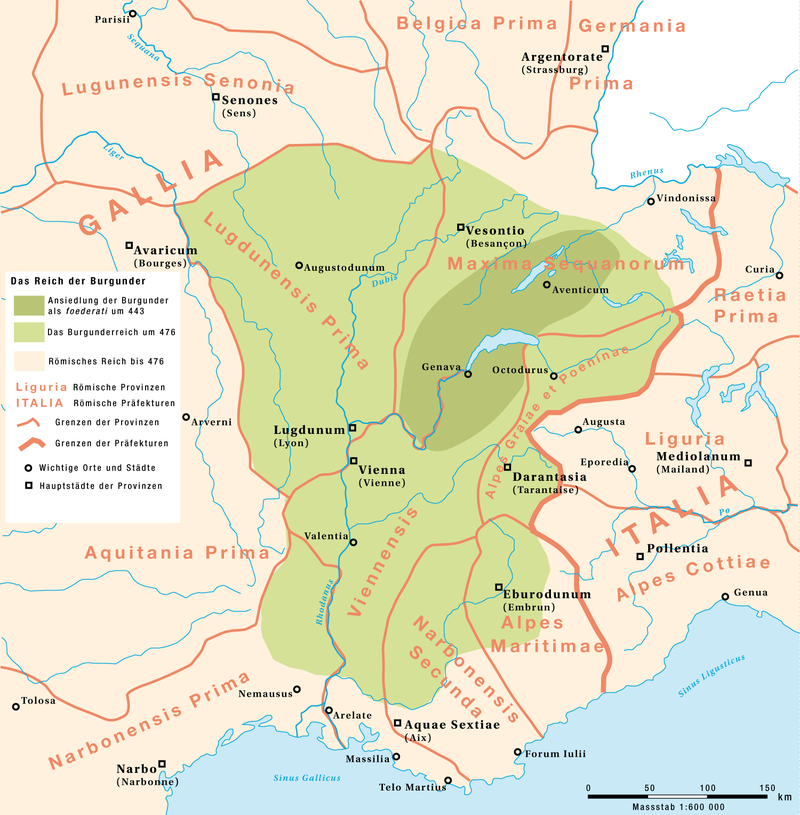 Parisii
Sequana
Belgica Prima
Germania
Prima
Argentorate
(Strassburg)
Lugunensis Senonia
Senones
(Sens)
Liger
GALLIA
Rhenus
Vindonissa
Lugdunensis Prima
Vesontio
(Besançon)
Avaricum
(Bourges)
Augustodunum
Dubis
Maxima Sequanorum
Aventicum
Curia
Raetia
Prima
Das Reich der Burgunder
Ansiedlung der Burgunder
als foederati um 443
Das Burgunderreich um 476
Römisches Reich bis 476
Liguria Römische Provinzen
ITALIA Römische Präfekturen
Grenzen der Provinzen
Grenzen der Präfekturen
Wichtige Orte und Städte
Hauptstädte der Provinzen
Genava
Octodurus
Alpes Graiae et Poeninae
Arverni
Lugdunum
(Lyon)
Augusta
Liguria
Mediolanum
(Mailand)
Eporedia
Vienna
(Vienne)
Darantasia
(Tarantaise)
ITALIA
Po
Valentia
Viennensis
Aquitania Prima
Pollentia
Alpes Cottiae
Rhodanus
Eburodunum
(Embrun)
Genua
Alpes
Maritimae
Narbonensis
Secunda
Sinus Ligusticus
Narbonensis Prima
Tolosa
Nemausus
Arelate
Aquae Sextiae
(Aix)
Massilia
Forum Iulii
Telo Martius
Narbo
(Narbonne)
Sinus Gallicus
0 50 100 150
km
Massstab 1:600 000